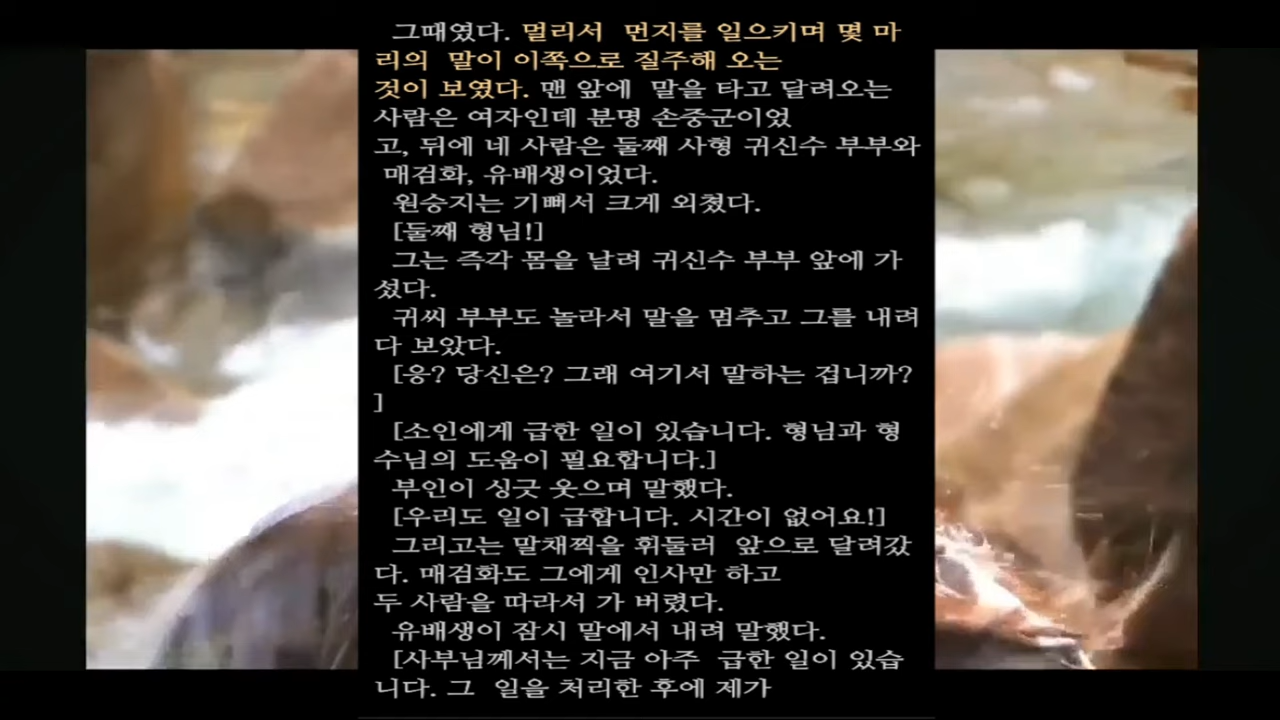 그때였다. 멀리서 먼지를 일으키며 몇 마
리의 말이 이쪽으로 질주해 오는
것이 보였다. 맨 앞에 말을 타고 달려오는
사람은 여자인데 분명 손중군이었
고, 뒤에 네 사람은 둘째 사형 귀신수 부부와
매검화, 유배생이었다.
원승지는 기뻐서 크게 외쳤다.
[둘째 형님!]
그는 즉각 몸을 날려 귀신수 부부 앞에 가
섰다.
귀씨 부부도 놀라서 말을 멈추고 그를 내려
다 보았다.
[응? 당신은? 그래 여기서 말하는 겁니까?
]
[소인에게 급한 일이 있습니다. 형님과 형
수님의 도움이 필요합니다.]
부인이 싱긋 웃으며 말했다.
[우리도 일이 급합니다. 시간이 없어요!]
그리고는 말채찍을 휘둘러 앞으로 달려갔
다. 매검화도 그에게 인사만 하고
두 사람을 따라서 가 버렸다.
유배생이 잠시 말에서 내려 말했다.
[사부님께서는 지금 아주 급한 일이 있습
니다. 그 일을 처리한 후에 제가